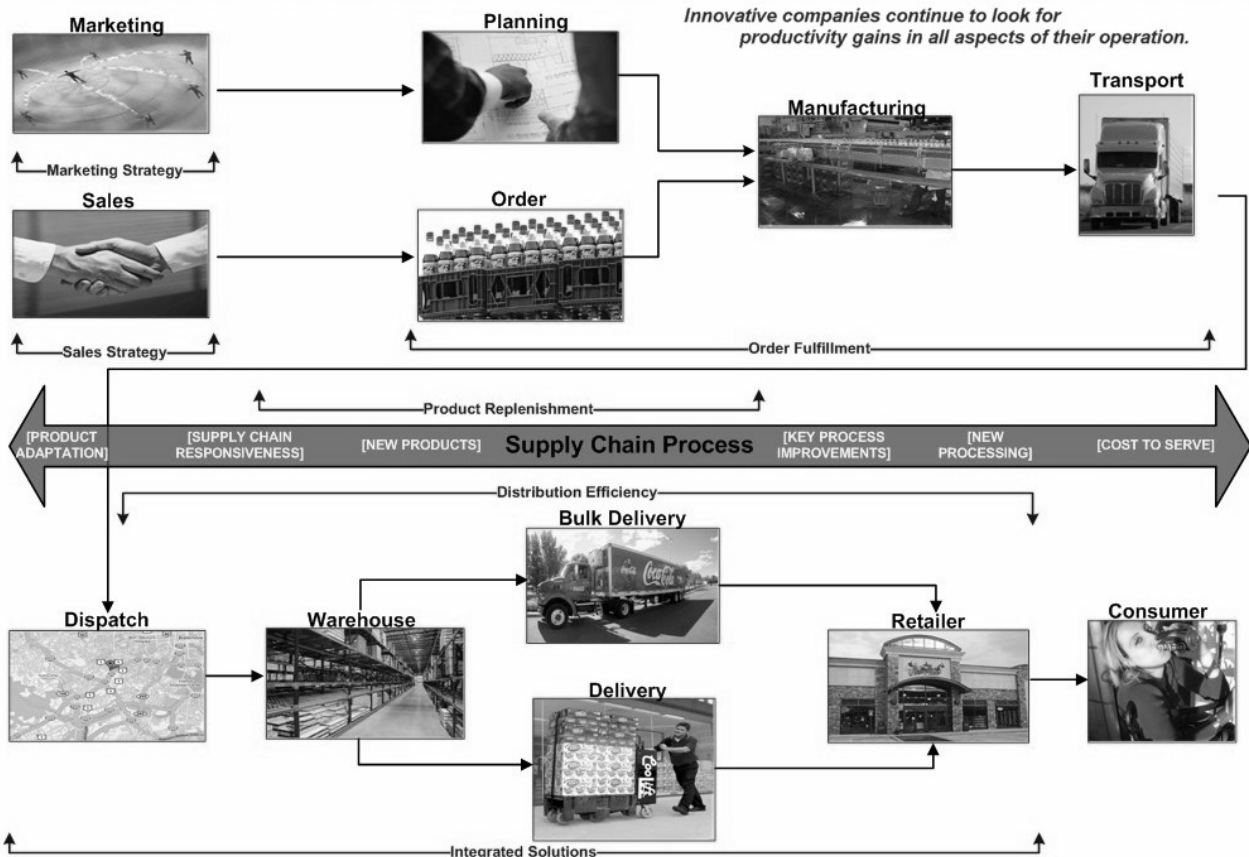 Innovative companies continue to look for
productivity gains in all aspects of their operation.
Marketing
Planning
Manufacturing
Transport
Marketing Strategy
Sales
Order
Sales Strategy
Order Fulfillment
Product Replenishment
[PRODUCT
ADAPTATION]
[SUPPLY CHAIN
RESPONSIVENESS]
[NEW PRODUCTS]
Supply Chain Process
[KEY PROCESS
IMPROVEMENTS]
[NEW
PROCESSING]
[COST TO SERVE]
Distribution Efficiency
Bulk Delivery
Coca-Cola
Dispatch
Warehouse
Retailer
Consumer
Delivery
CooLift
Integrated Solutions